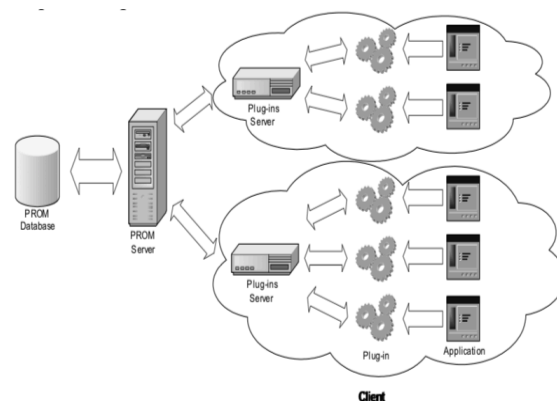 Plug-ins
Server
PROM
Database
PROM
Server
Plug-ins
Server
Plug-in
Application
Client